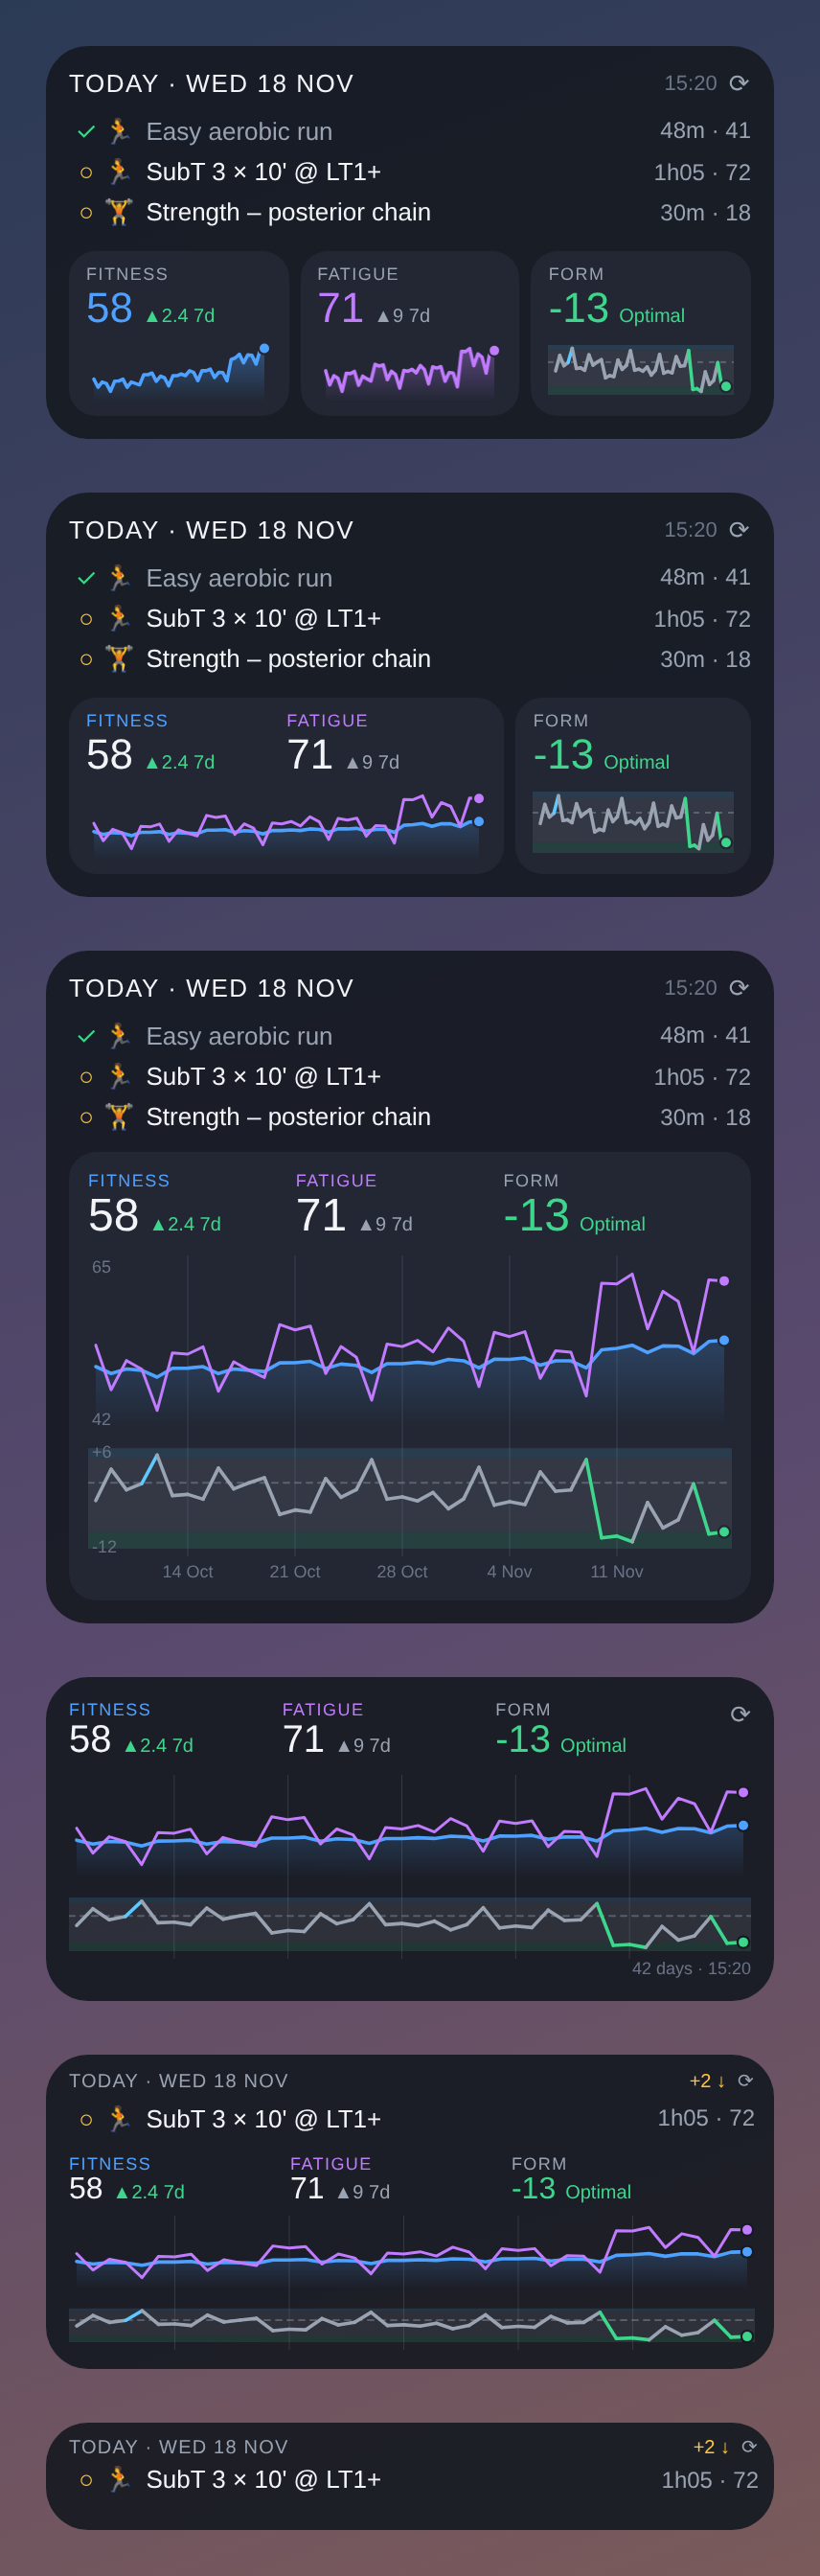 TODAY · WED 18 NOV 15:20 ⟳
✓ 🏃 Easy aerobic run 48m · 41
○ 🏃 SubT 3 × 10' @ LT1+ 1h05 · 72
○ 🏋 Strength – posterior chain 30m · 18
FITNESS FATIGUE FORM
58 ▲2.4 7d 71 ▲9 7d -13 Optimal
TODAY · WED 18 NOV 15:20 ⟳
✓ 🏃 Easy aerobic run 48m · 41
○ 🏃 SubT 3 × 10' @ LT1+ 1h05 · 72
○ 🏋 Strength – posterior chain 30m · 18
FITNESS FATIGUE FORM
58 ▲2.4 7d 71 ▲9 7d -13 Optimal
TODAY · WED 18 NOV 15:20 ⟳
✓ 🏃 Easy aerobic run 48m · 41
○ 🏃 SubT 3 × 10' @ LT1+ 1h05 · 72
○ 🏋 Strength – posterior chain 30m · 18
FITNESS FATIGUE FORM
58 ▲2.4 7d 71 ▲9 7d -13 Optimal
65
42
+6
-12
14 Oct 21 Oct 28 Oct 4 Nov 11 Nov
FITNESS FATIGUE FORM ⟳
58 ▲2.4 7d 71 ▲9 7d -13 Optimal
42 days · 15:20
TODAY · WED 18 NOV +2 ↓ ⟳
○ 🏃 SubT 3 × 10' @ LT1+ 1h05 · 72
FITNESS FATIGUE FORM
58 ▲2.4 7d 71 ▲9 7d -13 Optimal
TODAY · WED 18 NOV +2 ↓ ⟳
○ 🏃 SubT 3 × 10' @ LT1+ 1h05 · 72